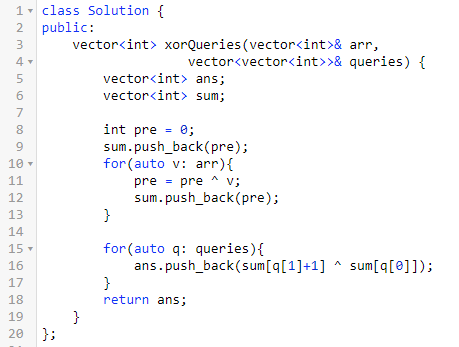 1 class Solution {
2 public:
3     vector<int> xorQueries(vector<int>& arr,
4                    vector<vector<int>>& queries) {
5         vector<int> ans;
6         vector<int> sum;
7
8         int pre = 0;
9         sum.push_back(pre);
10         for(auto v: arr){
11             pre = pre ^ v;
12             sum.push_back(pre);
13         }
14
15         for(auto q: queries){
16             ans.push_back(sum[q[1]+1] ^ sum[q[0]]);
17         }
18         return ans;
19     }
20 };